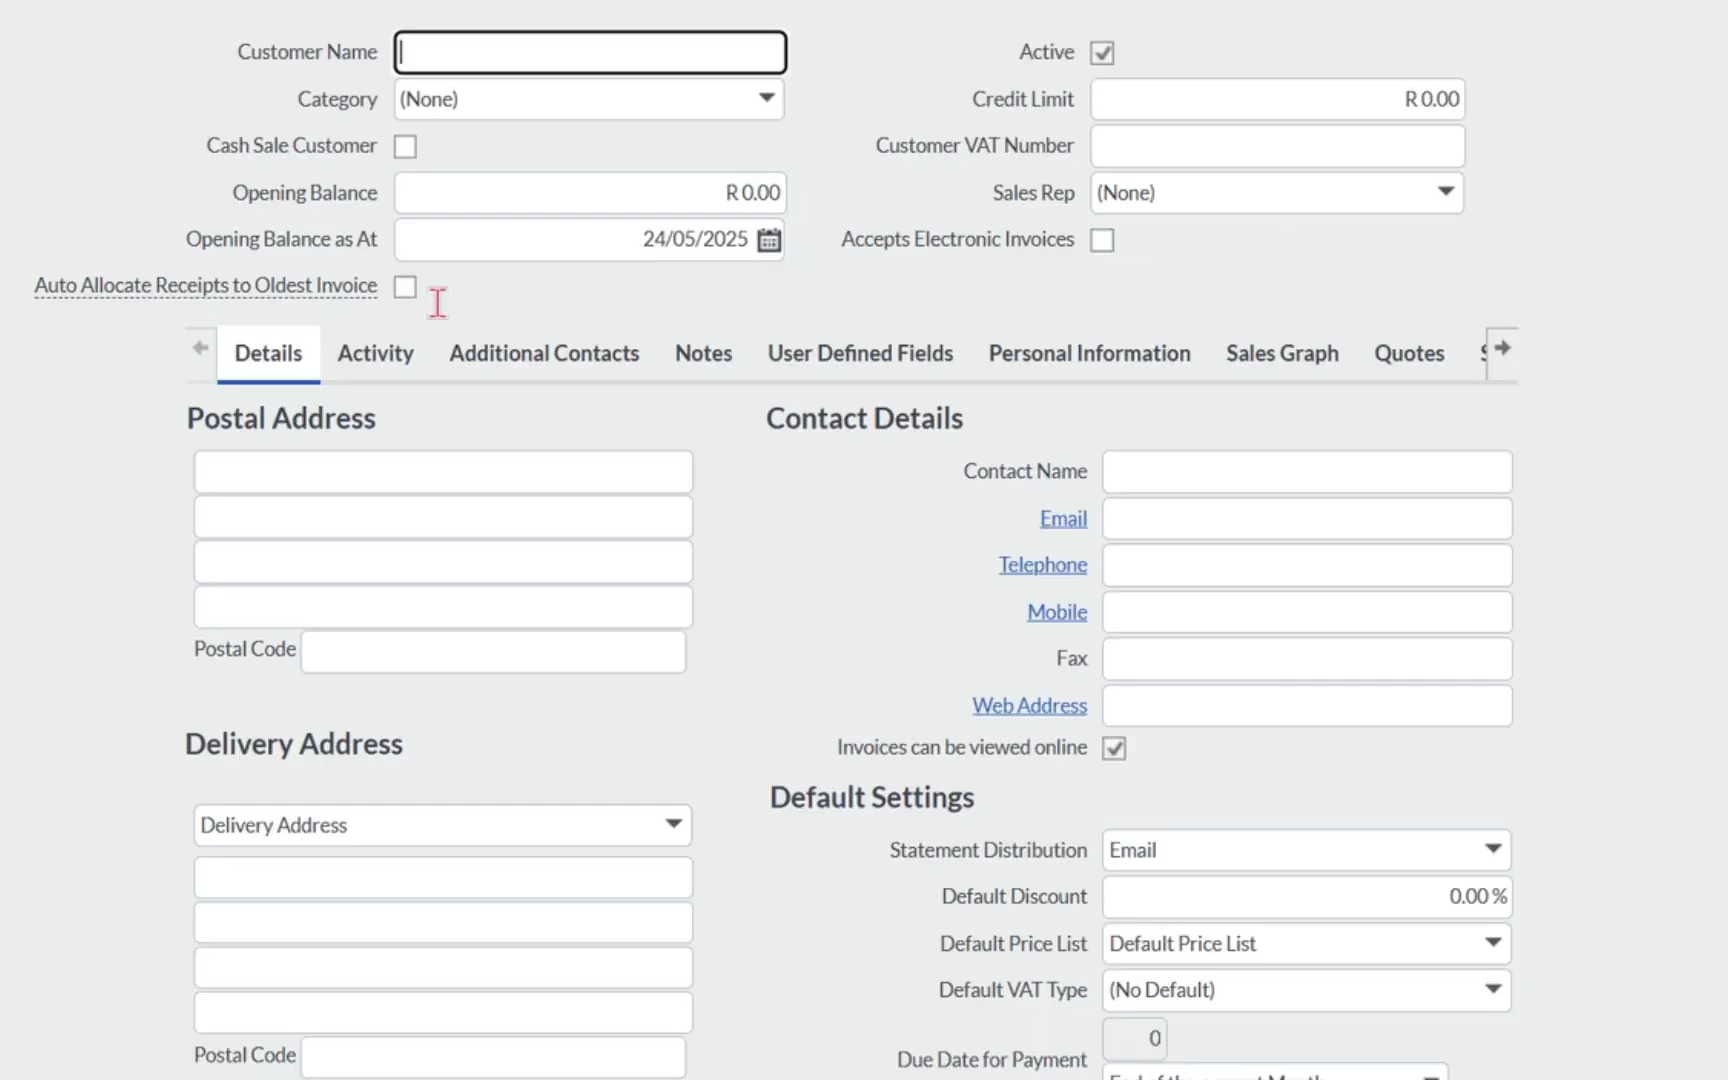 Customer Name
Category (None)
Cash Sale Customer
Opening Balance R 0.00
Opening Balance as At 24/05/2025
Auto Allocate Receipts to Oldest Invoice
Active
Credit Limit R 0.00
Customer VAT Number
Sales Rep (None)
Accepts Electronic Invoices
Details Activity Additional Contacts Notes User Defined Fields Personal Information Sales Graph Quotes
Postal Address
Postal Code
Delivery Address
Delivery Address
Postal Code
Contact Details
Contact Name
Email
Telephone
Mobile
Fax
Web Address
Invoices can be viewed online
Default Settings
Statement Distribution Email
Default Discount 0.00 %
Default Price List Default Price List
Default VAT Type (No Default)
0
Due Date for Payment